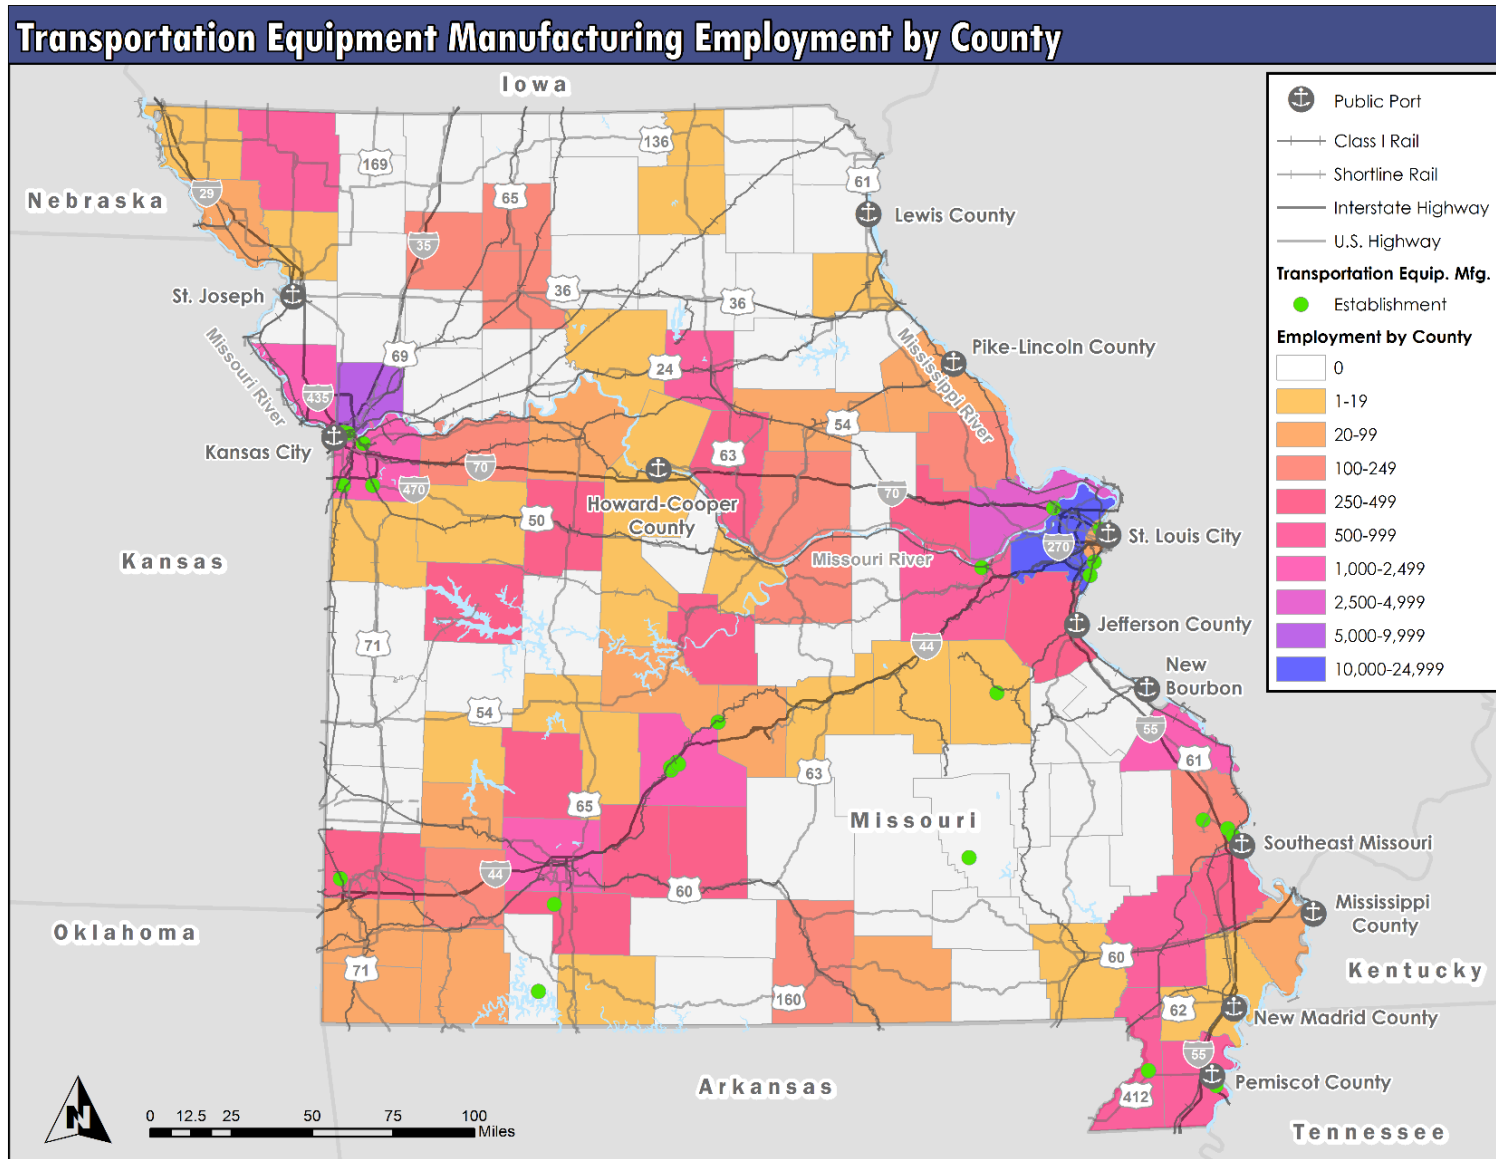 Transportation Equipment Manufacturing Employment by County
Iowa
Nebraska
Kansas
Oklahoma
Arkansas
Tennessee
Kentucky
Missouri
Public Port
Class I Rail
Shortline Rail
Interstate Highway
U.S. Highway
Transportation Equip. Mfg.
Establishment
Employment by County
0
1-19
20-99
100-249
250-499
500-999
1,000-2,499
2,500-4,999
5,000-9,999
10,000-24,999
136
169
61
29
65
Lewis County
35
St. Joseph
36
36
Missouri River
69
Mississippi River
Pike-Lincoln County
24
435
54
Kansas City
63
70
470
Howard-Cooper
County
70
50
Missouri River
270
St. Louis City
71
44
Jefferson County
New
Bourbon
54
55
61
63
65
Southeast Missouri
44
60
Mississippi
County
60
71
160
62
New Madrid County
55
412
Pemiscot County
N
0
12.5
25
50
75
100
Miles